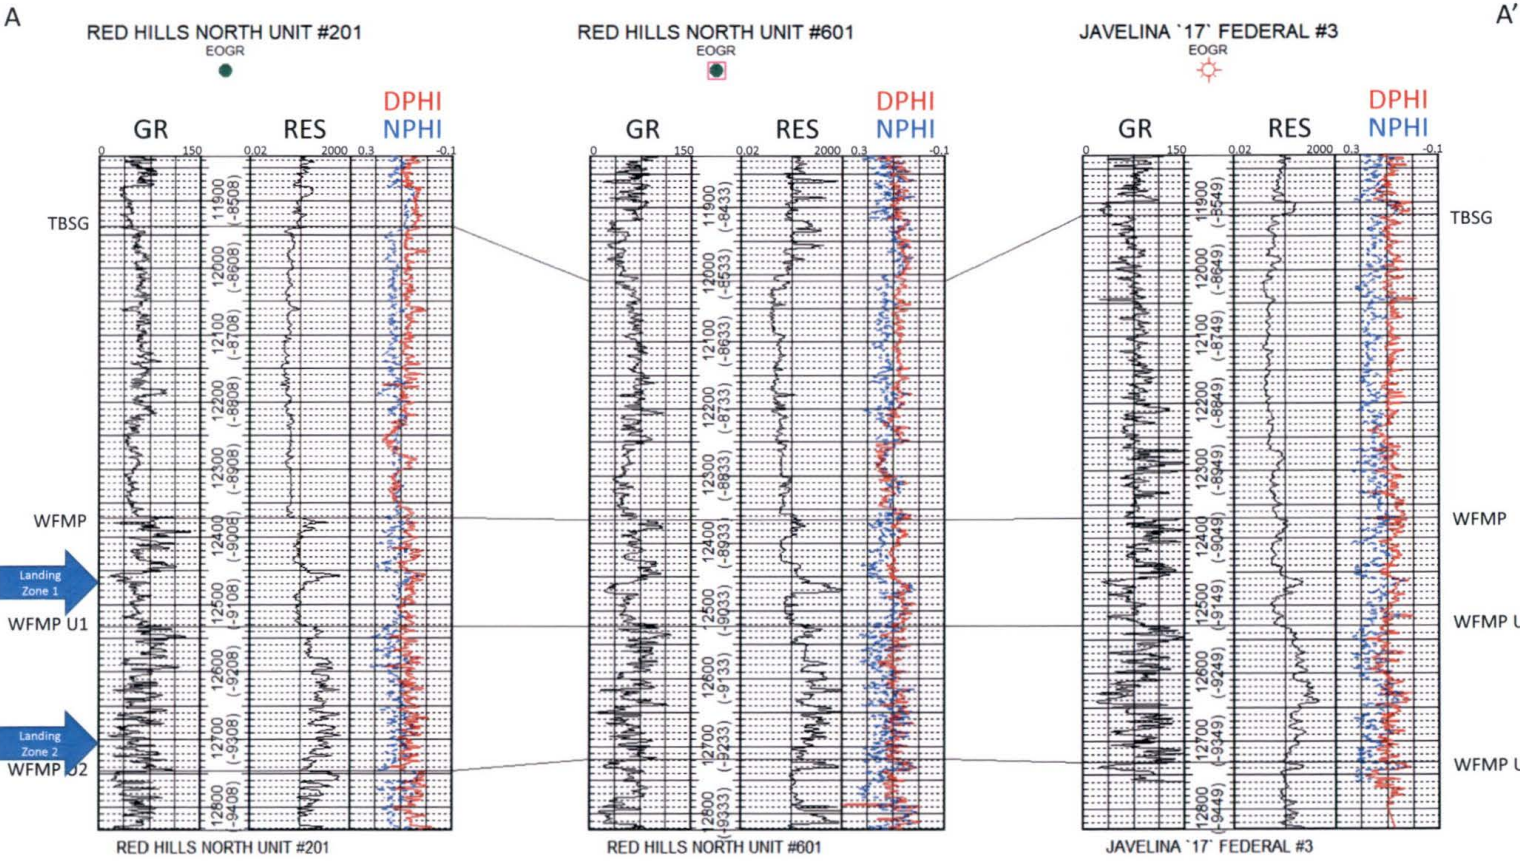 A A'
RED HILLS NORTH UNIT #201 RED HILLS NORTH UNIT #601 JAVELINA `17` FEDERAL #3
EOGR EOGR EOGR
DPHI DPHI DPHI
GR RES NPHI GR RES NPHI GR RES NPHI
0 150 0.02 2000 0.3 -0.1 0 150 0.02 2000 0.3 -0.1 0 150 0.02 2000 0.3 -0.1
11900 (-8508)
12000 (-8608)
12100 (-8708)
12200 (-8808)
12300 (-8908)
12400 (-9008)
12500 (-9108)
12600 (-9208)
12700 (-9308)
12800 (-9408)
11900 (-8433)
12000 (-8533)
12100 (-8633)
12200 (-8733)
12300 (-8833)
12400 (-8933)
12500 (-9033)
12600 (-9133)
12700 (-9233)
12800 (-9333)
11900 (-8549)
12000 (-8649)
12100 (-8749)
12200 (-8849)
12300 (-8949)
12400 (-9049)
12500 (-9149)
12600 (-9249)
12700 (-9349)
12800 (-9449)
TBSG TBSG
WFMP WFMP
Landing
Zone 1
WFMP U1 WFMP U
Landing
Zone 2
WFMP U2 WFMP U
RED HILLS NORTH UNIT #201 RED HILLS NORTH UNIT #601 JAVELINA `17` FEDERAL #3